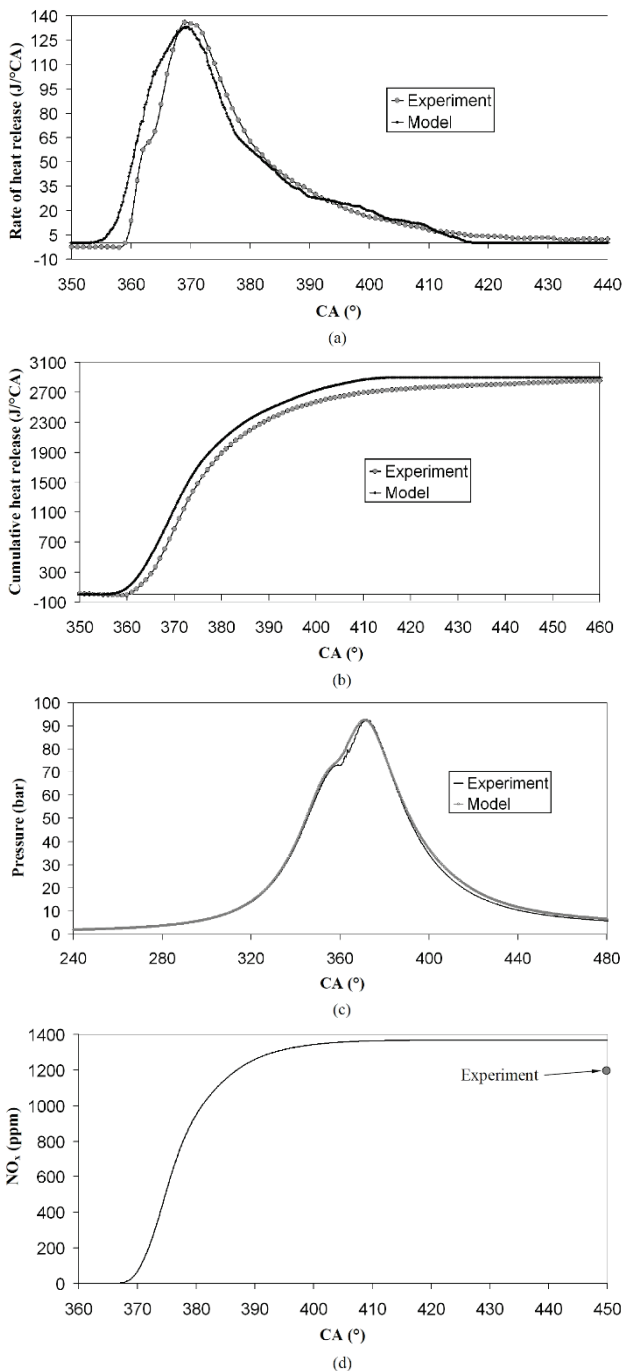 140
125
110
95
80
65
50
35
20
5
-10
Rate of heat release (J/°CA)
Experiment
Model
350 360 370 380 390 400 410 420 430 440
CA (°)
(a)
3100
2700
2300
1900
1500
1100
700
300
-100
Cumulative heat release (J/°CA)
Experiment
Model
350 360 370 380 390 400 410 420 430 440 450 460
CA (°)
(b)
100
90
80
70
60
50
40
30
20
10
0
Pressure (bar)
Experiment
Model
240 280 320 360 400 440 480
CA (°)
(c)
1400
1200
1000
800
600
400
200
0
NOx (ppm)
Experiment
360 370 380 390 400 410 420 430 440 450
CA (°)
(d)